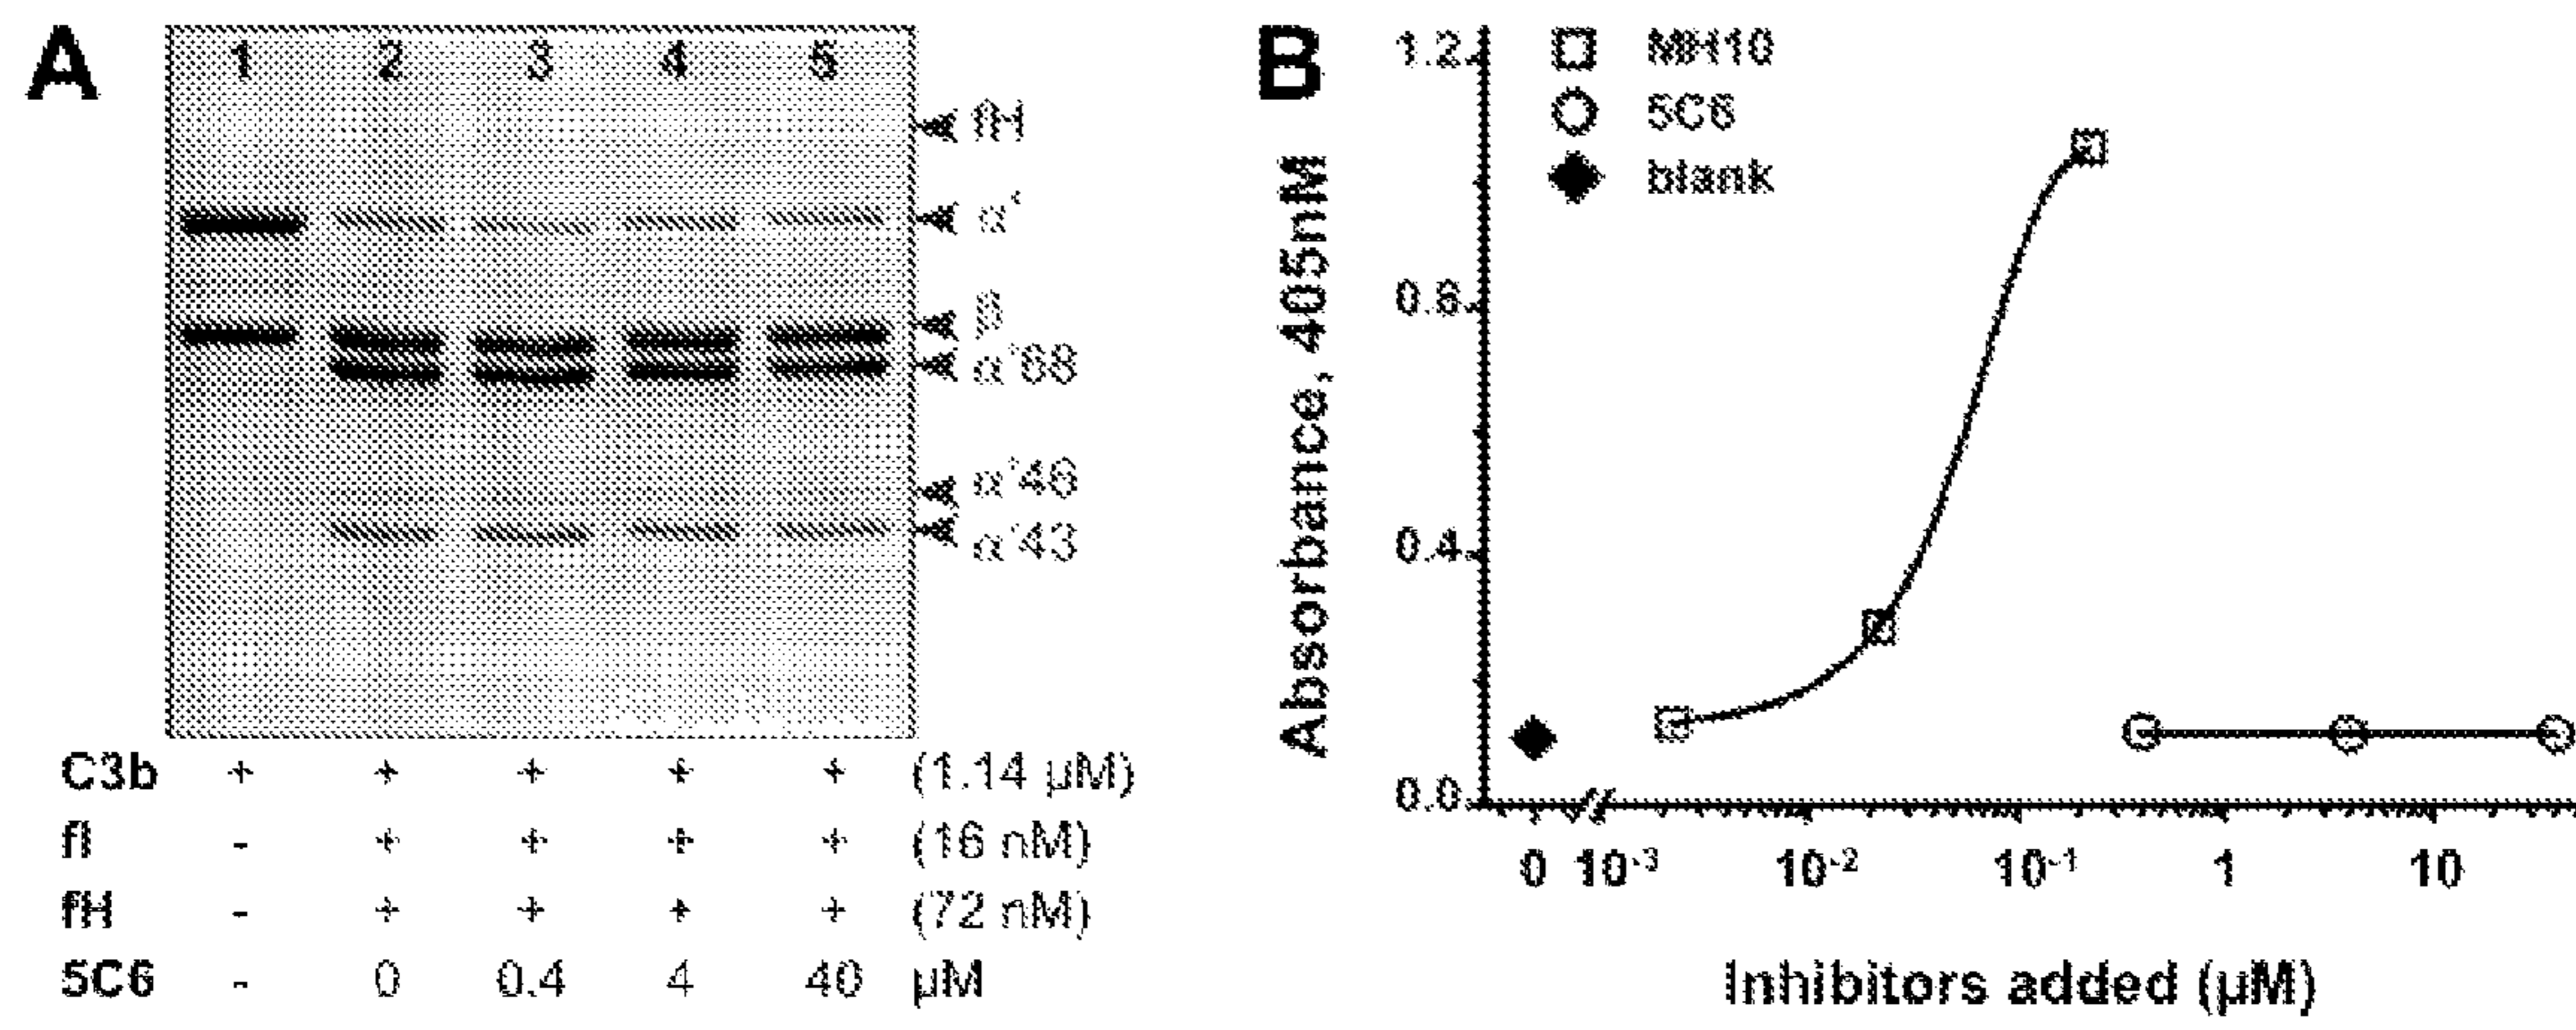 A
1 2 3 4 5
fH
α'
β
α'68
α'46
α'43
C3b + + + + + (1.14 µM)
fI - + + + + (16 nM)
fH - + + + + (72 nM)
5C6 - 0 0.4 4 40 µM
B
MH10
5C6
blank
Absorbance, 405nM
1.2
0.8
0.4
0.0
0 10-3 10-2 10-1 1 10
Inhibitors added (µM)